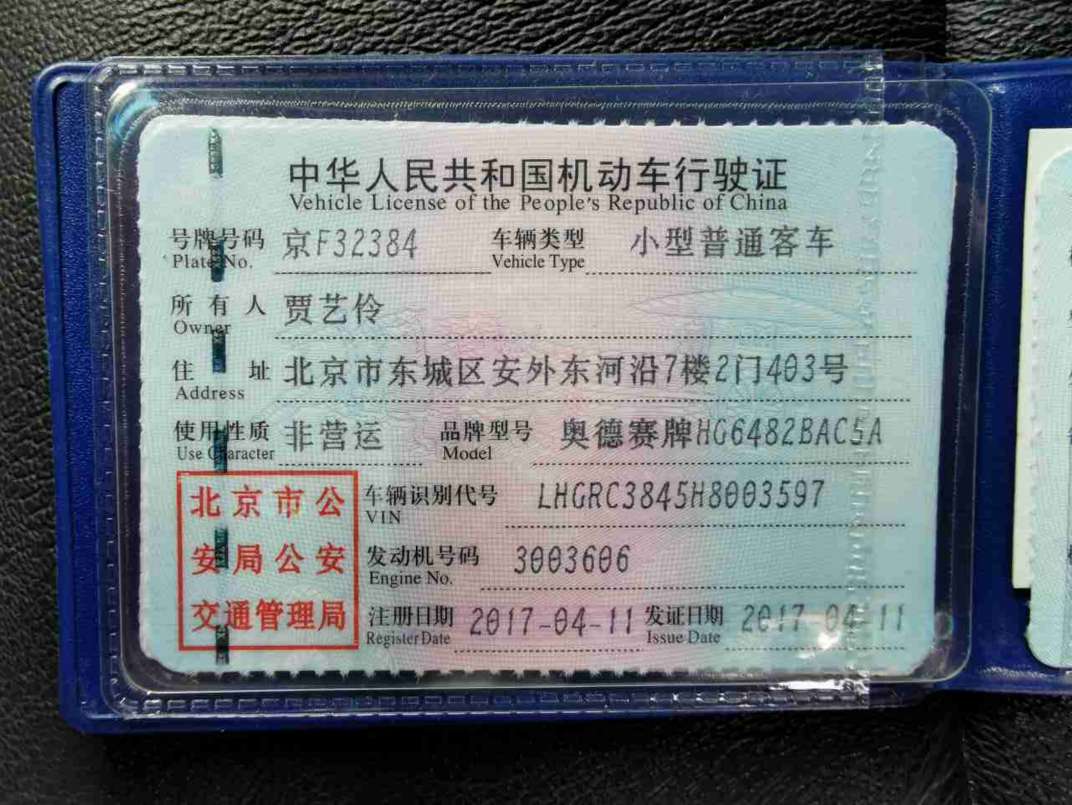 中华人民共和国机动车行驶证
Vehicle License of the People's Republic of China
号牌号码 京F32384 车辆类型 小型普通客车
Plate No. Vehicle Type
所有人 贾艺伶
Owner
住址 北京市东城区安外东河沿7楼2门403号
Address
使用性质 非营运 品牌型号 奥德赛牌HG6482BAC5A
Use Character Model
北京市公 车辆识别代号 LHGRC3845H8003597
VIN
安局公安 发动机号码 3003606
Engine No.
交通管理局 注册日期 2017-04-11 发证日期 2017-04-11
Register Date Issue Date